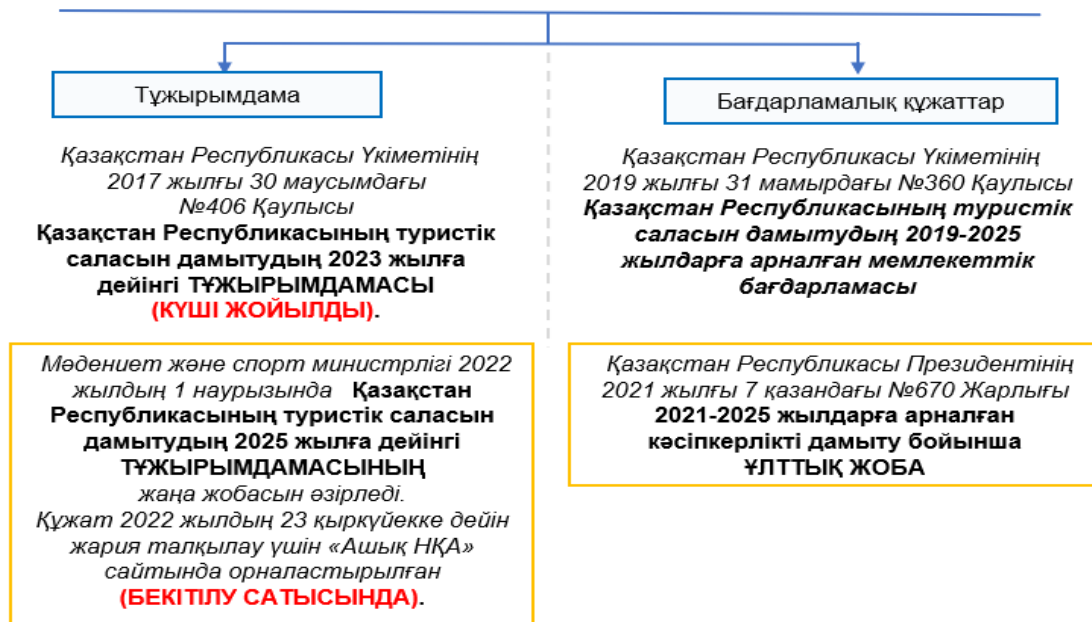 Тұжырымдама
Қазақстан Республикасы Үкіметінің
2017 жылғы 30 маусымдағы
№406 Қаулысы
Қазақстан Республикасының туристік
саласын дамытудың 2023 жылға
дейінгі ТҰЖЫРЫМДАМАСЫ
(КҮШІ ЖОЙЫЛДЫ).
Мәдениет және спорт министрлігі 2022
жылдың 1 наурызында Қазақстан
Республикасының туристік саласын
дамытудың 2025 жылға дейінгі
ТҰЖЫРЫМДАМАСЫНЫҢ
жаңа жобасын әзірледі.
Құжат 2022 жылдың 23 қыркүйекке дейін
жария талқылау үшін «Ашық НҚА»
сайтында орналастырылған
(БЕКІТІЛУ САТЫСЫНДА).
Бағдарламалық құжаттар
Қазақстан Республикасы Үкіметінің
2019 жылғы 31 мамырдағы №360 Қаулысы
Қазақстан Республикасының туристік
саласын дамытудың 2019-2025
жылдарға арналған мемлекеттік
бағдарламасы
Қазақстан Республикасы Президентінің
2021 жылғы 7 қазандағы №670 Жарлығы
2021-2025 жылдарға арналған
кәсіпкерлікті дамыту бойынша
ҰЛТТЫҚ ЖОБА